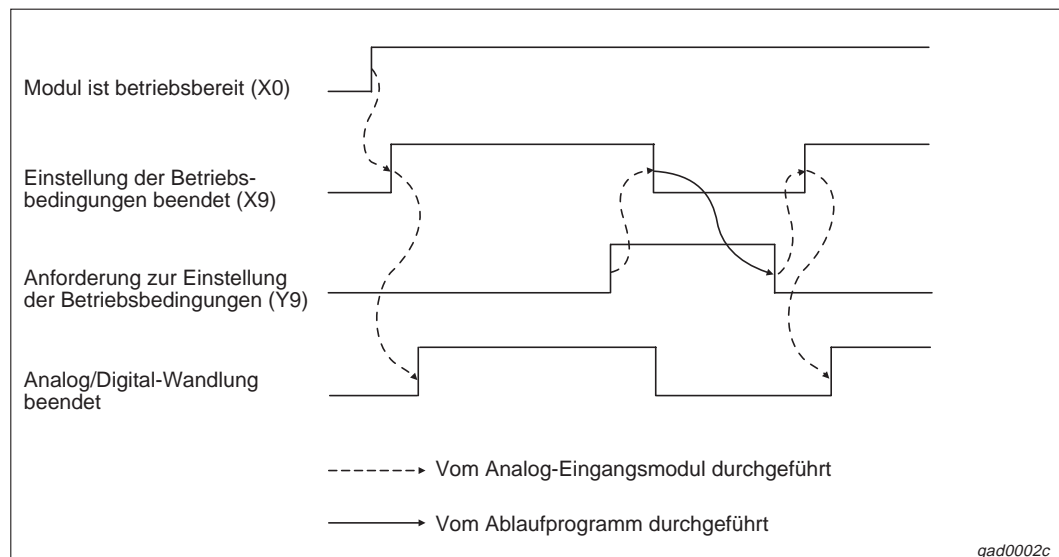 Modul ist betriebsbereit (X0)
Einstellung der Betriebs-
bedingungen beendet (X9)
Anforderung zur Einstellung
der Betriebsbedingungen (Y9)
Analog/Digital-Wandlung
beendet
Vom Analog-Eingangsmodul durchgeführt
Vom Ablaufprogramm durchgeführt
qad0002c